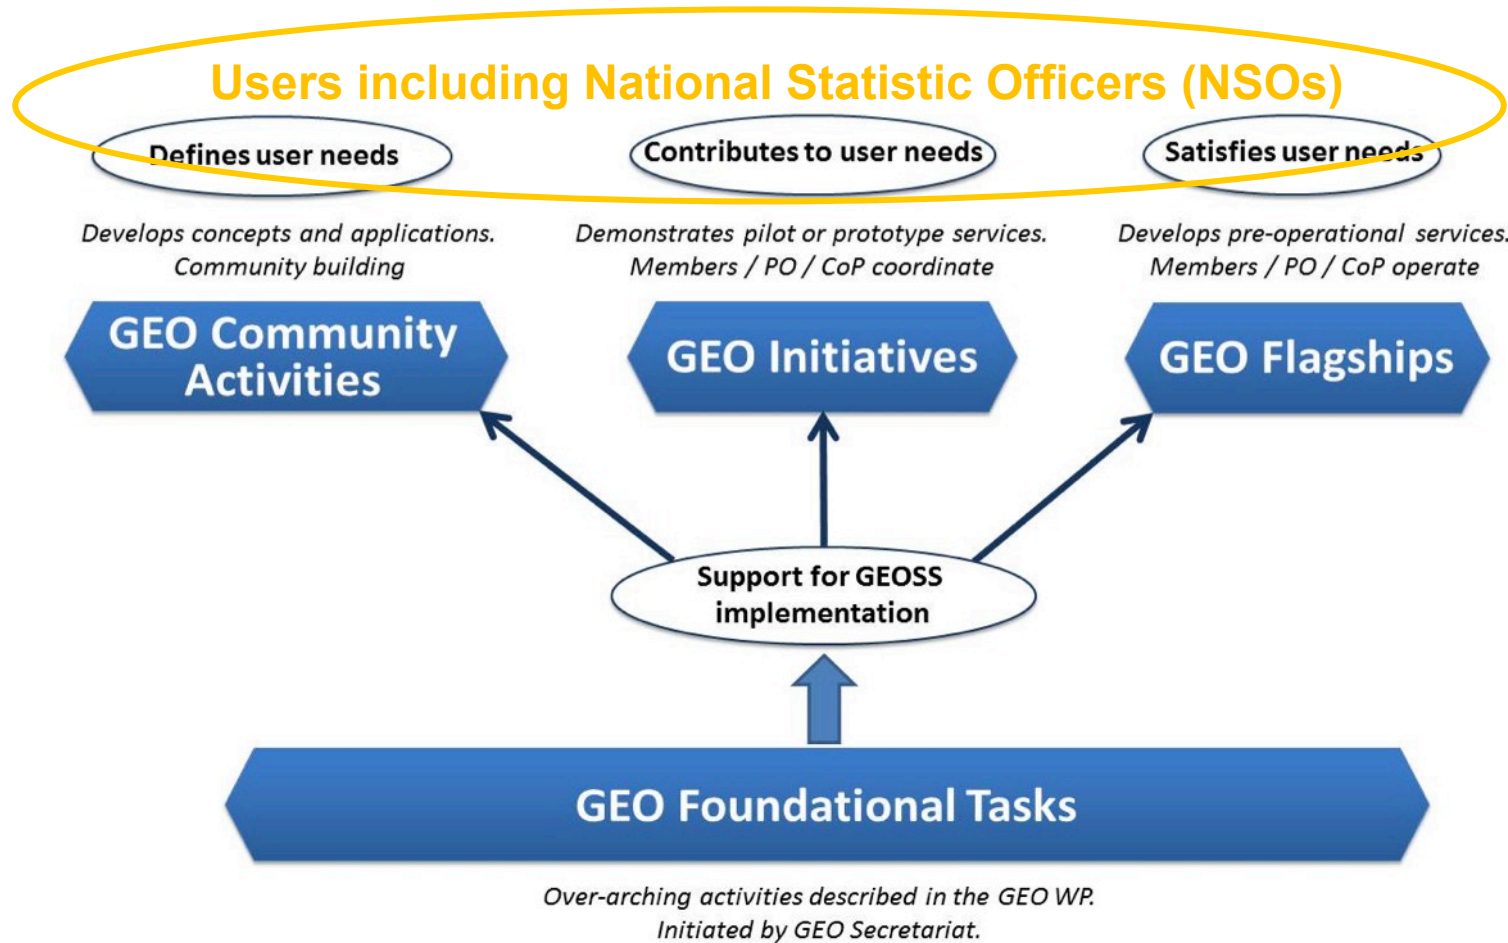 Users including National Statistic Officers (NSOs)
Defines user needs
Contributes to user needs
Satisfies user needs
Develops concepts and applications.
Community building
Demonstrates pilot or prototype services.
Members / PO / CoP coordinate
Develops pre-operational services.
Members / PO / CoP operate
GEO Community
Activities
GEO Initiatives
GEO Flagships
Support for GEOSS
implementation
GEO Foundational Tasks
Over-arching activities described in the GEO WP.
Initiated by GEO Secretariat.